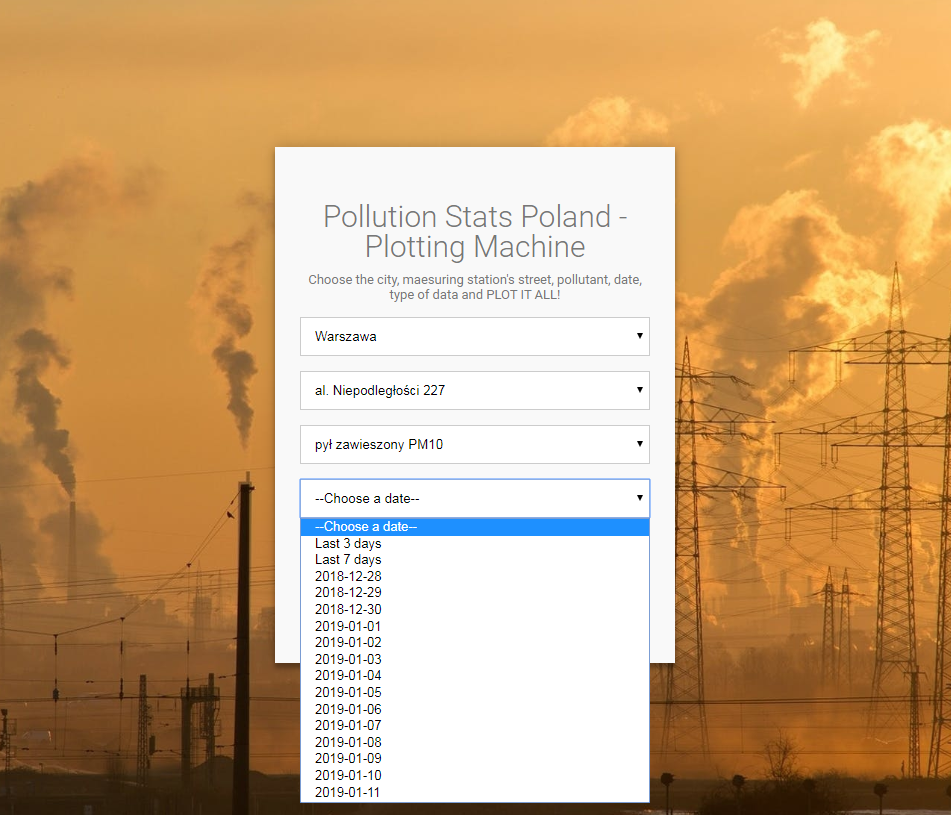 Pollution Stats Poland -
Plotting Machine
Choose the city, maesuring station's street, pollutant, date,
type of data and PLOT IT ALL!
Warszawa
al. Niepodległości 227
pył zawieszony PM10
--Choose a date--
--Choose a date--
Last 3 days
Last 7 days
2018-12-28
2018-12-29
2018-12-30
2019-01-01
2019-01-02
2019-01-03
2019-01-04
2019-01-05
2019-01-06
2019-01-07
2019-01-08
2019-01-09
2019-01-10
2019-01-11